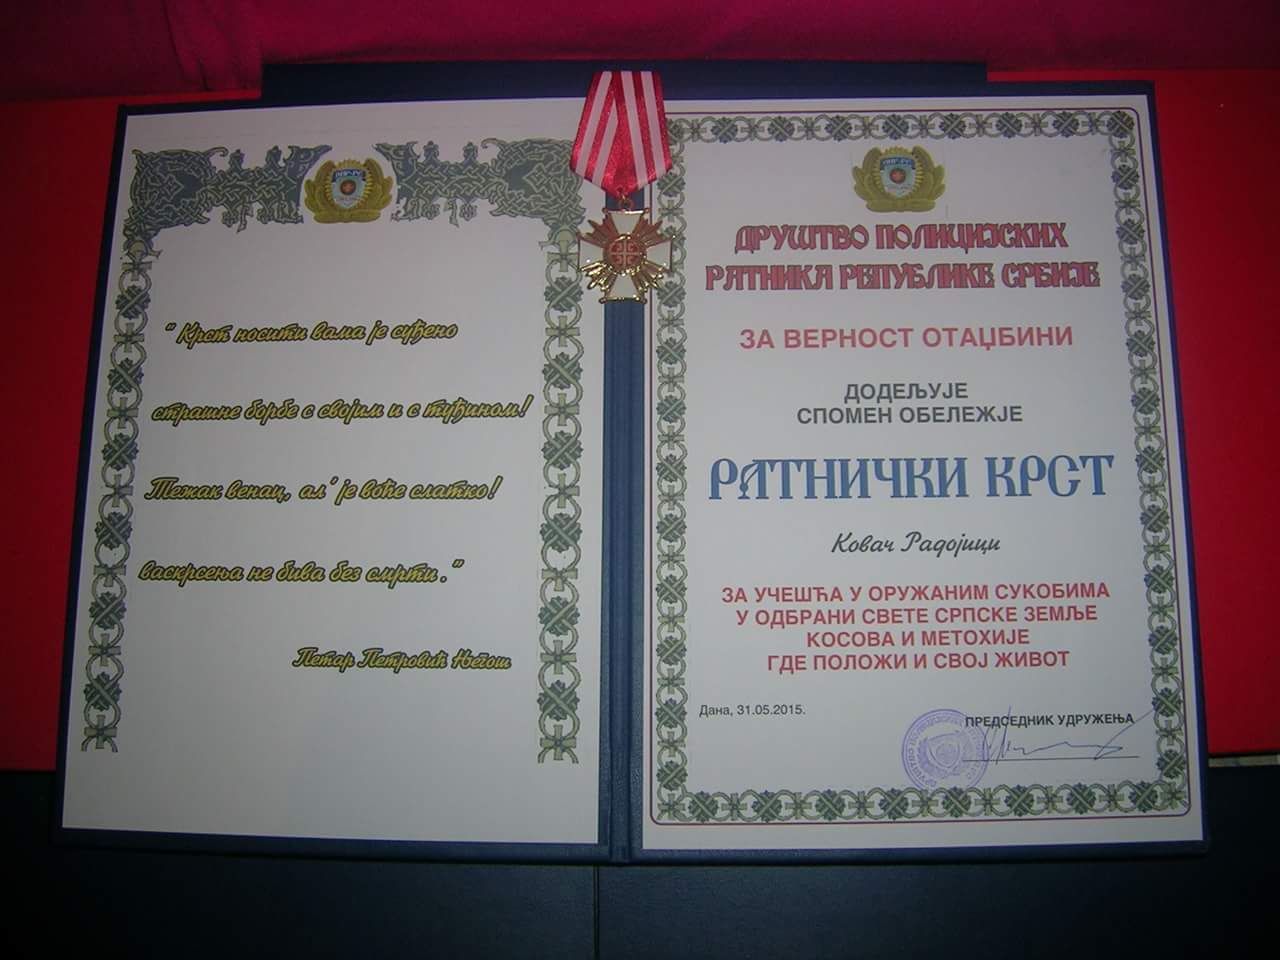 “Крст носити вама је суђено
страшне борбе с својим и с туђином!
Тежак венац, ал' је воће слатко!
васкрсења не бива без смрти.”
Петар Петровић Његош
ДРУШТВО ПОЛИЦИЈСКИХ
РАТНИКА РЕПУБЛИКЕ СРБИЈЕ
ЗА ВЕРНОСТ ОТАЏБИНИ
ДОДЕЉУЈЕ
СПОМЕН ОБЕЛЕЖЈЕ
РАТНИЧКИ КРСТ
Ковач Радојици
ЗА УЧЕШЋА У ОРУЖАНИМ СУКОБИМА
У ОДБРАНИ СВЕТЕ СРПСКЕ ЗЕМЉЕ
КОСОВА И МЕТОХИЈЕ
ГДЕ ПОЛОЖИ И СВОЈ ЖИВОТ
Дана, 31.05.2015.
ПРЕДСЕДНИК УДРУЖЕЊА